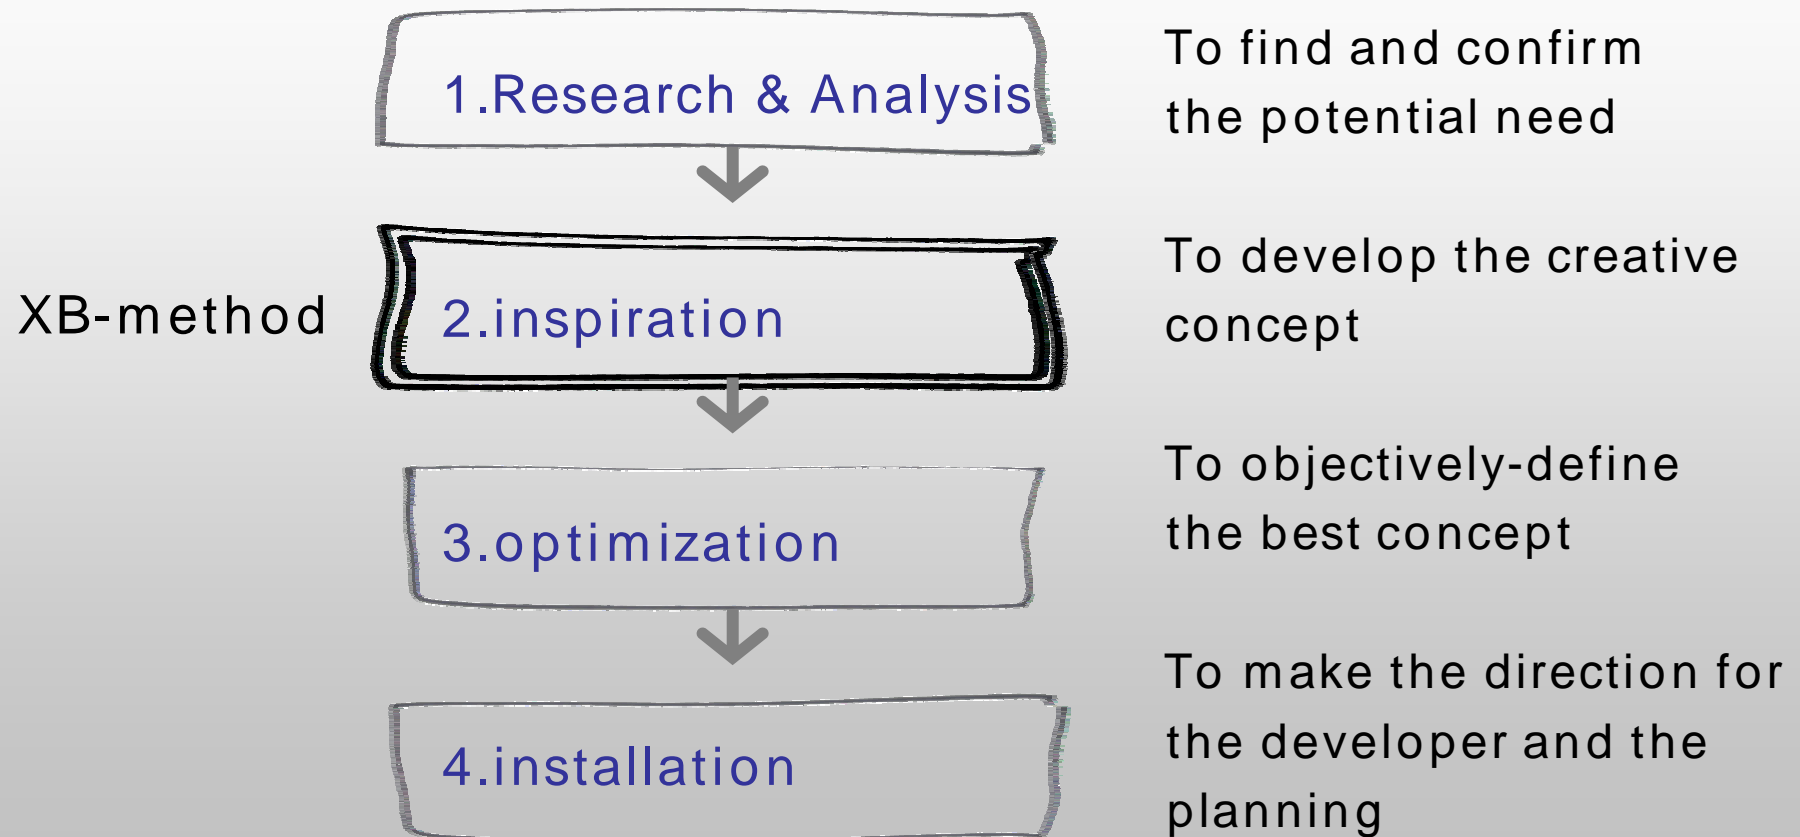 1.Research & Analysis
To find and confirm
the potential need
XB-method
2.inspiration
To develop the creative
concept
3.optimization
To objectively-define
the best concept
4.installation
To make the direction for
the developer and the
planning